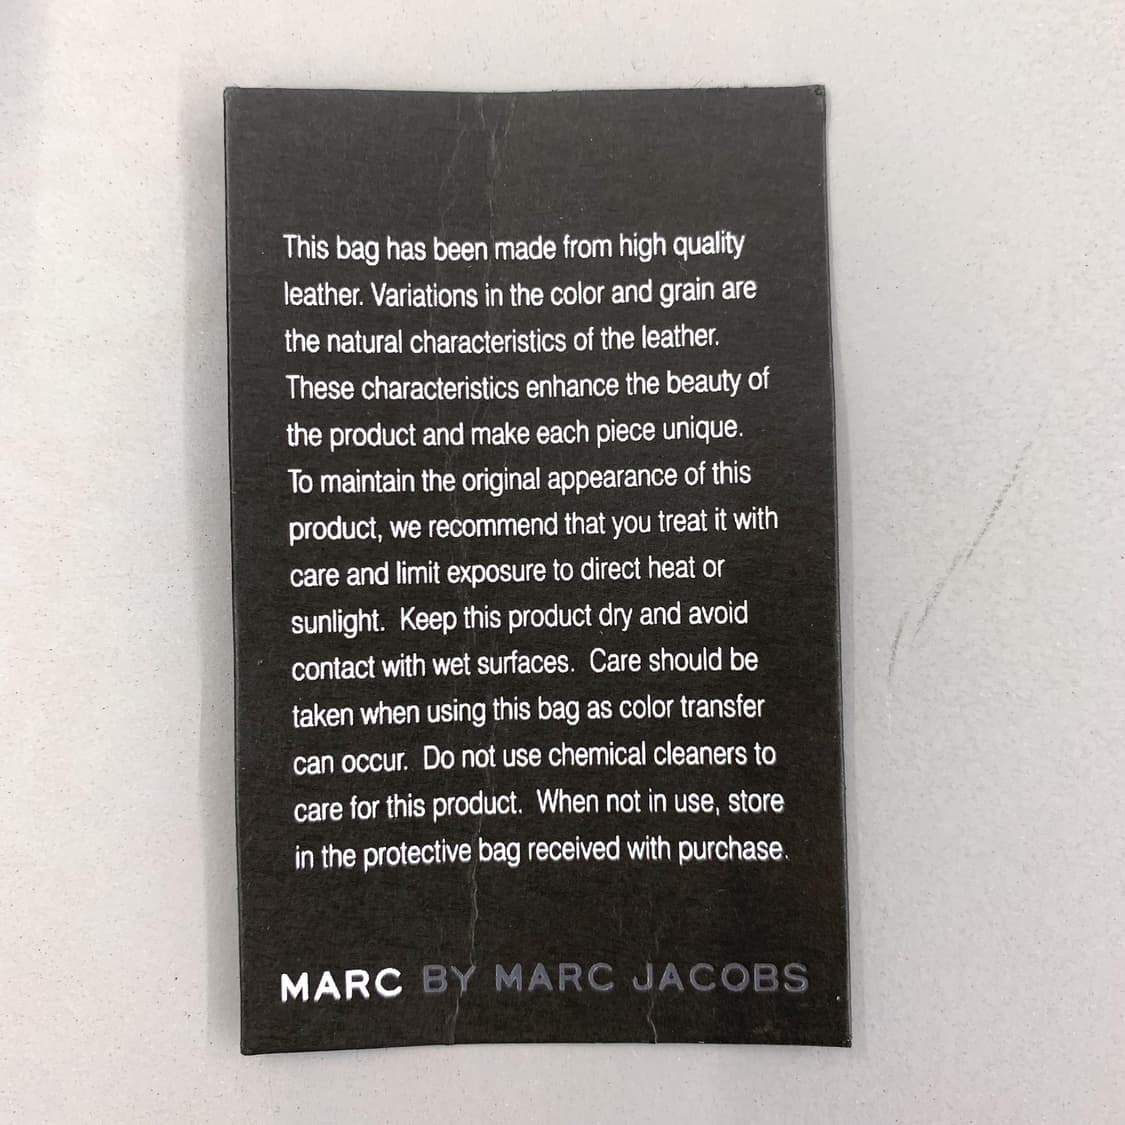 This bag has been made from high quality
leather. Variations in the color and grain are
the natural characteristics of the leather.
These characteristics enhance the beauty of
the product and make each piece unique.
To maintain the original appearance of this
product, we recommend that you treat it with
care and limit exposure to direct heat or
sunlight.  Keep this product dry and avoid
contact with wet surfaces.  Care should be
taken when using this bag as color transfer
can occur.  Do not use chemical cleaners to
care for this product.  When not in use, store
in the protective bag received with purchase.
MARC BY MARC JACOBS